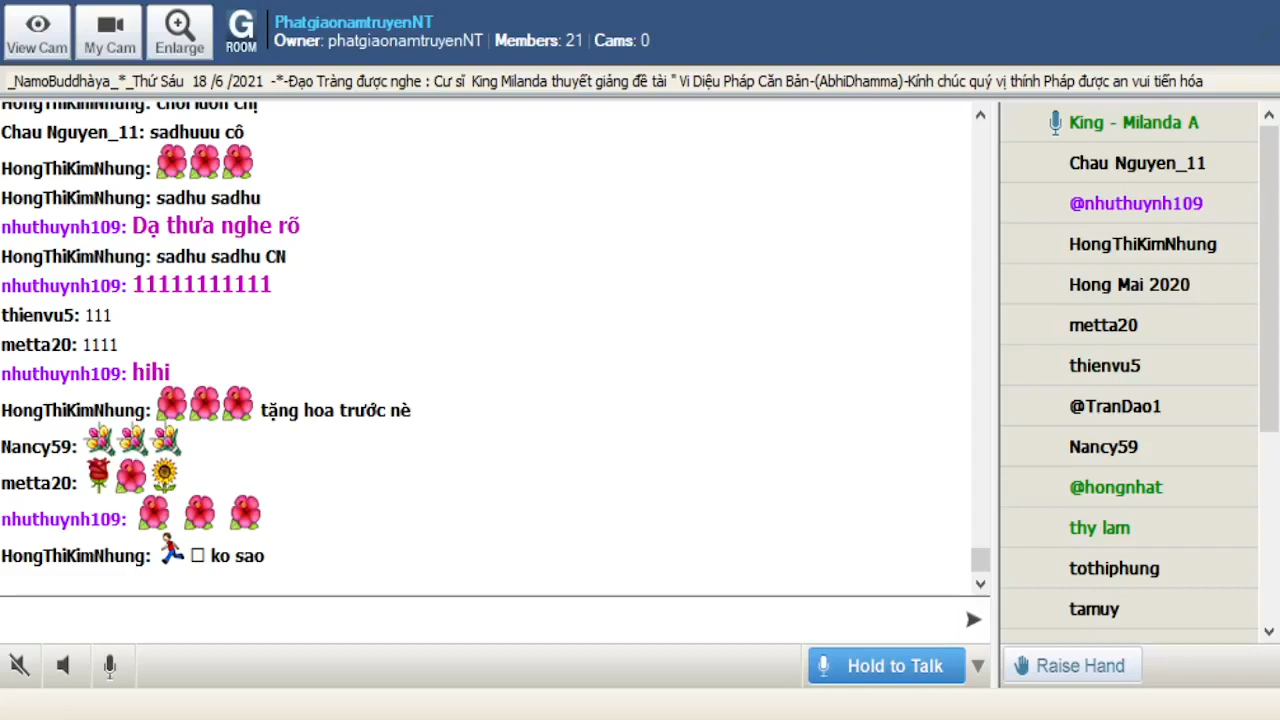 View Cam
My Cam
Enlarge
G
ROOM
PhatgiaonamtruyenNT
Owner: phatgiaonamtruyenNT | Members: 21 | Cams: 0
_NamoBuddhàya_*_Thứ Sáu 18 /6 /2021 -*-Đạo Tràng được nghe : Cư sĩ King Milanda thuyết giảng đề tài " Vi Diệu Pháp Căn Bản-(AbhiDhamma)-Kính chúc quý vị thính Pháp được an vui tiến hóa
HongThiKimNhung: chơi luôn chị
Chau Nguyen_11: sadhuuu cô
HongThiKimNhung:
HongThiKimNhung: sadhu sadhu
nhuthuynh109: Dạ thưa nghe rõ
HongThiKimNhung: sadhu sadhu CN
nhuthuynh109: 11111111111
thienvu5: 111
metta20: 1111
nhuthuynh109: hihi
HongThiKimNhung: tặng hoa trước nè
Nancy59:
metta20:
nhuthuynh109:
HongThiKimNhung: ko sao
King - Milanda A
Chau Nguyen_11
@nhuthuynh109
HongThiKimNhung
Hong Mai 2020
metta20
thienvu5
@TranDao1
Nancy59
@hongnhat
thy lam
tothiphung
tamuy
Hold to Talk
Raise Hand